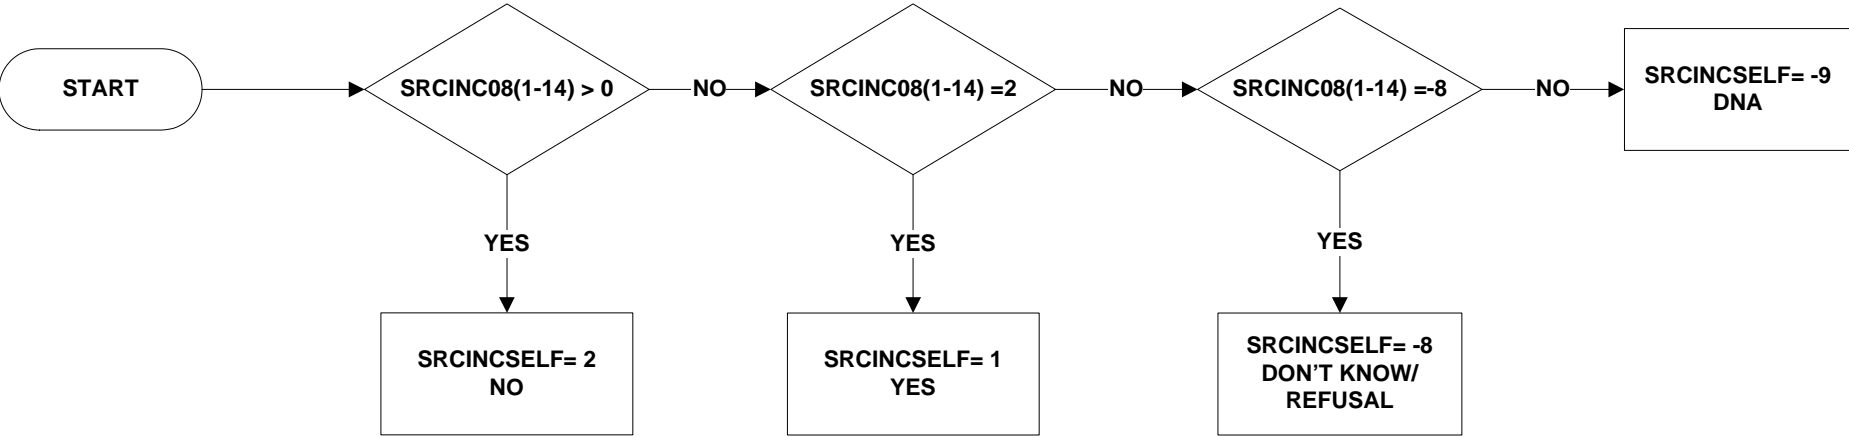 START
SRCINC08(1-14) > 0
NO
SRCINC08(1-14) =2
NO
SRCINC08(1-14) =-8
NO
SRCINCSELF= -9
DNA
YES
YES
YES
SRCINCSELF= 2
NO
SRCINCSELF= 1
YES
SRCINCSELF= -8
DON'T KNOW/
REFUSAL